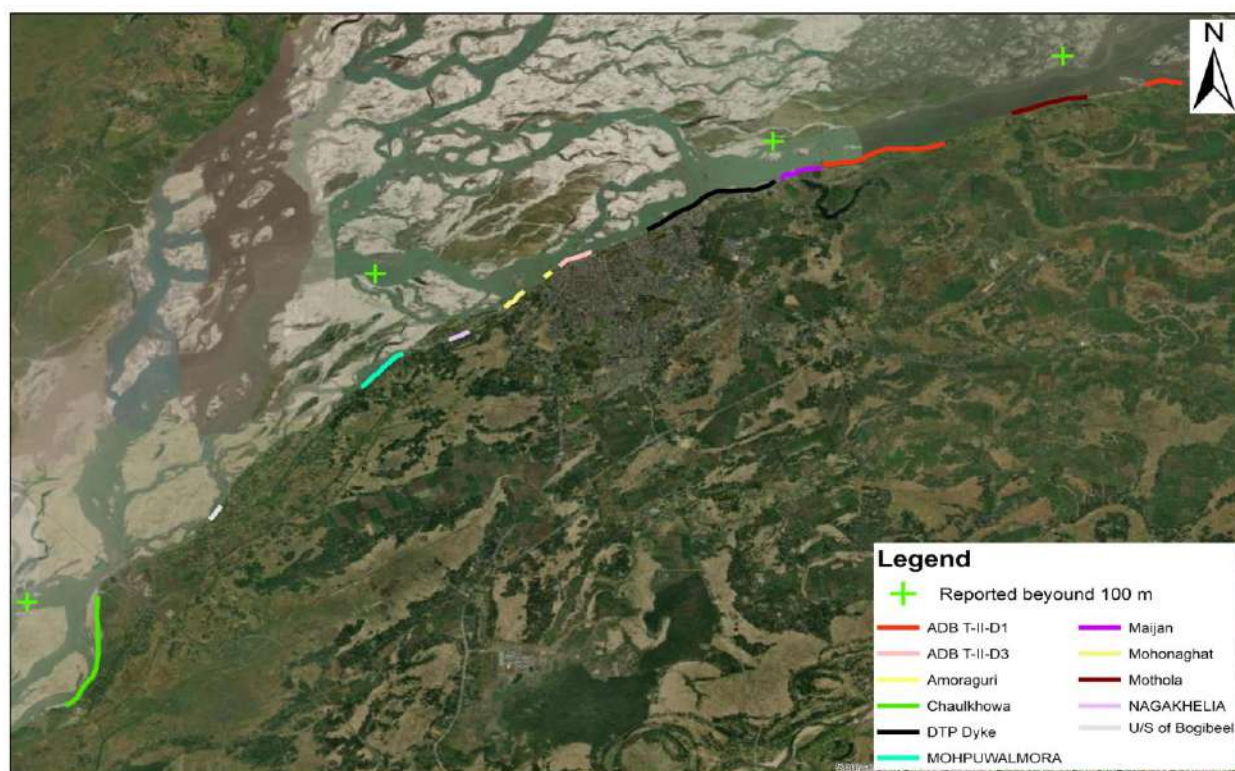 N
Legend
Reported beyound 100 m
ADB T-II-D1
ADB T-II-D3
Amoraguri
Chaulkhowa
DTP Dyke
MOHPUWALMORA
Maijan
Mohonaghat
Mothola
NAGAKHELIA
U/S of Bogibeel